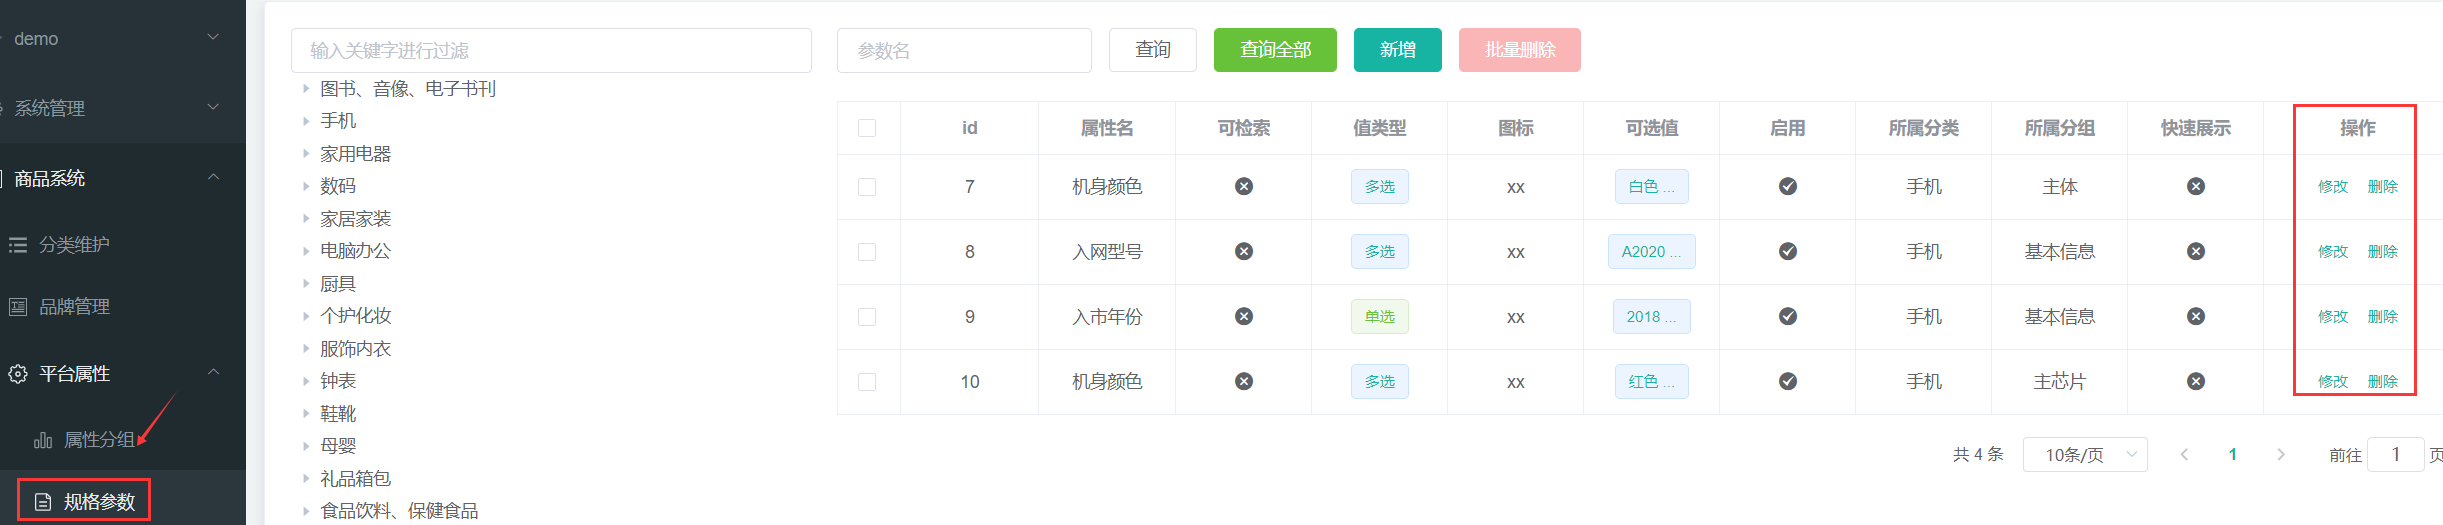 demo
系统管理
商品系统
分类维护
品牌管理
平台属性
属性分组
规格参数
输入关键字进行过滤
图书、音像、电子书刊
手机
家用电器
数码
家居家装
电脑办公
厨具
个护化妆
服饰内衣
钟表
鞋靴
母婴
礼品箱包
食品饮料、保健食品
参数名 查询 查询全部 新增 批量删除
id 属性名 可检索 值类型 图标 可选值 启用 所属分类 所属分组 快速展示 操作
7 机身颜色 多选 xx 白色 ... 手机 主体 修改 删除
8 入网型号 多选 xx A2020 ... 手机 基本信息 修改 删除
9 入市年份 单选 xx 2018 ... 手机 基本信息 修改 删除
10 机身颜色 多选 xx 红色 ... 手机 主芯片 修改 删除
共 4 条 10条/页 1 前往 1 页